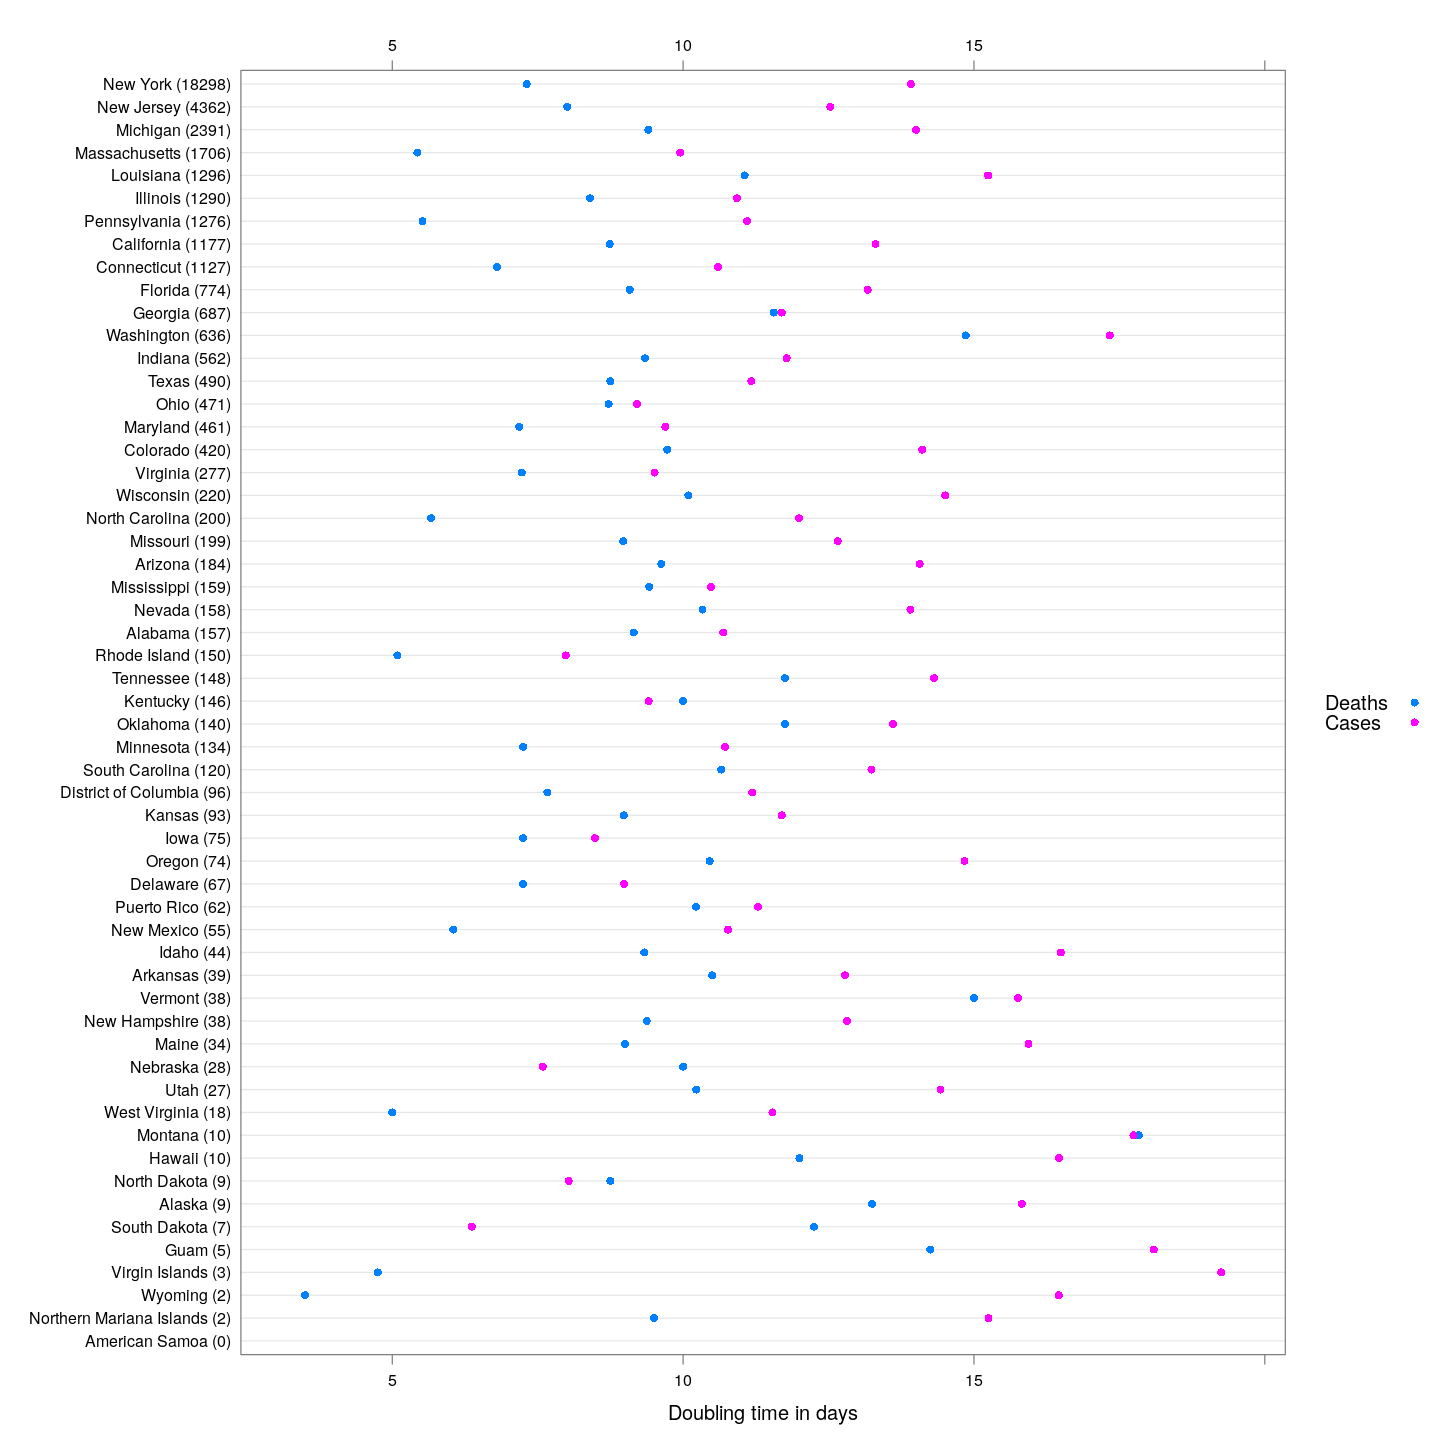 5 10 15
New York (18298)
New Jersey (4362)
Michigan (2391)
Massachusetts (1706)
Louisiana (1296)
Illinois (1290)
Pennsylvania (1276)
California (1177)
Connecticut (1127)
Florida (774)
Georgia (687)
Washington (636)
Indiana (562)
Texas (490)
Ohio (471)
Maryland (461)
Colorado (420)
Virginia (277)
Wisconsin (220)
North Carolina (200)
Missouri (199)
Arizona (184)
Mississippi (159)
Nevada (158)
Alabama (157)
Rhode Island (150)
Tennessee (148)
Kentucky (146)
Oklahoma (140)
Minnesota (134)
South Carolina (120)
District of Columbia (96)
Kansas (93)
Iowa (75)
Oregon (74)
Delaware (67)
Puerto Rico (62)
New Mexico (55)
Idaho (44)
Arkansas (39)
Vermont (38)
New Hampshire (38)
Maine (34)
Nebraska (28)
Utah (27)
West Virginia (18)
Montana (10)
Hawaii (10)
North Dakota (9)
Alaska (9)
South Dakota (7)
Guam (5)
Virgin Islands (3)
Wyoming (2)
Northern Mariana Islands (2)
American Samoa (0)
5 10 15
Doubling time in days
Deaths
Cases